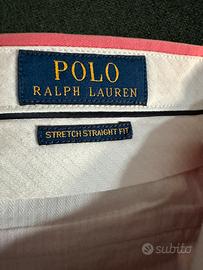 POLO
RALPH LAUREN
STRETCH STRAIGHT FIT
subito